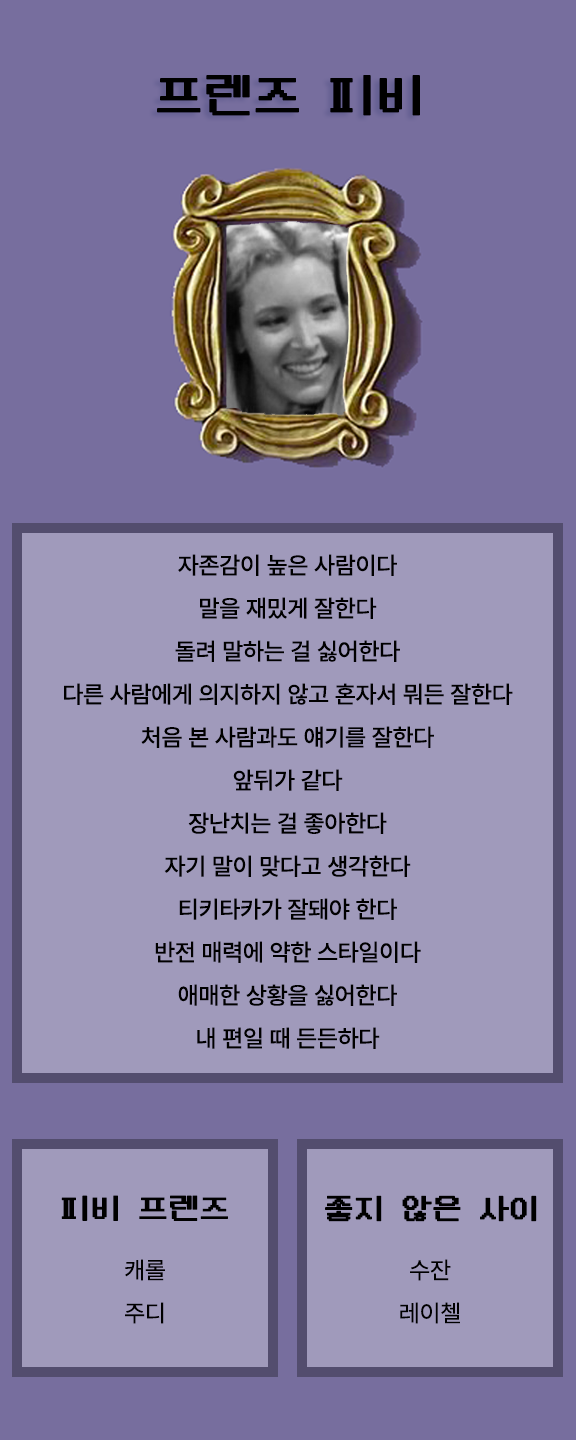 프렌즈 피비
자존감이 높은 사람이다
말을 재밌게 잘한다
돌려 말하는 걸 싫어한다
다른 사람에게 의지하지 않고 혼자서 뭐든 잘한다
처음 본 사람과도 얘기를 잘한다
앞뒤가 같다
장난치는 걸 좋아한다
자기 말이 맞다고 생각한다
티키타카가 잘돼야 한다
반전 매력에 약한 스타일이다
애매한 상황을 싫어한다
내 편일 때 든든하다
피비 프렌즈
캐롤
주디
좋지 않은 사이
수잔
레이첼